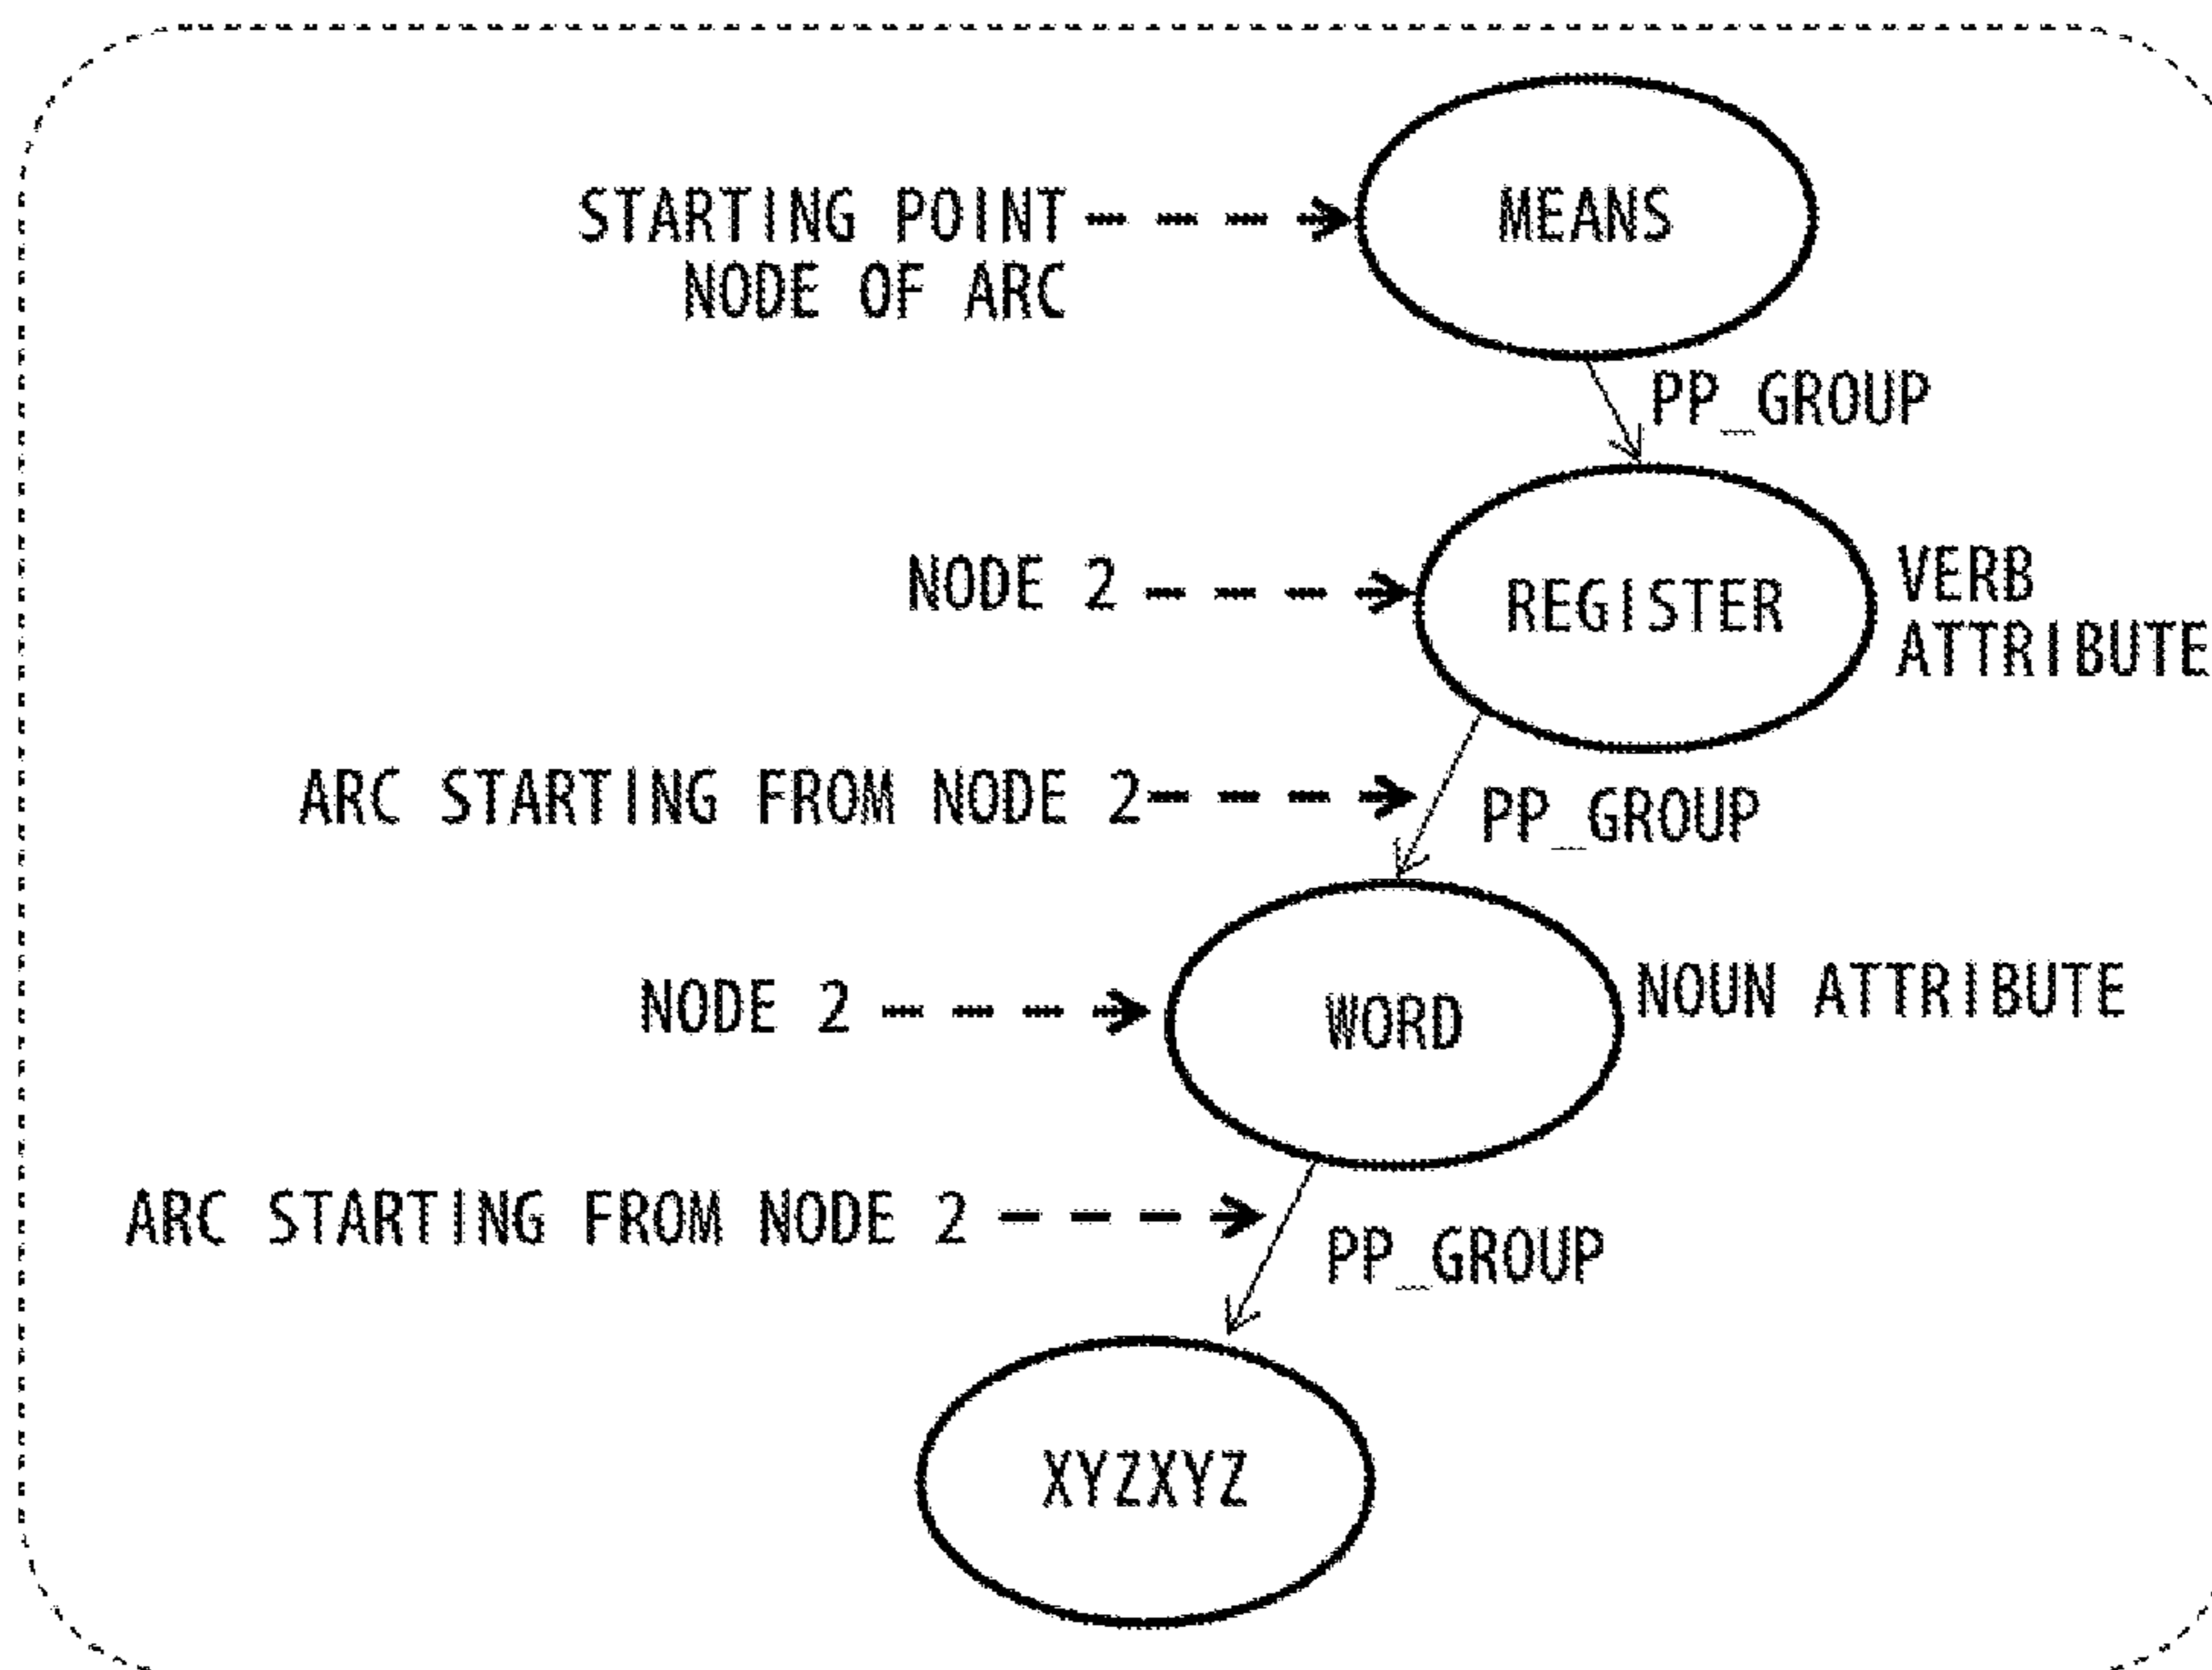 STARTING POINT
NODE OF ARC
MEANS
PP_GROUP
NODE 2
REGISTER
VERB
ATTRIBUTE
ARC STARTING FROM NODE 2
PP_GROUP
NODE 2
WORD
NOUN ATTRIBUTE
ARC STARTING FROM NODE 2
PP_GROUP
XYZXYZ